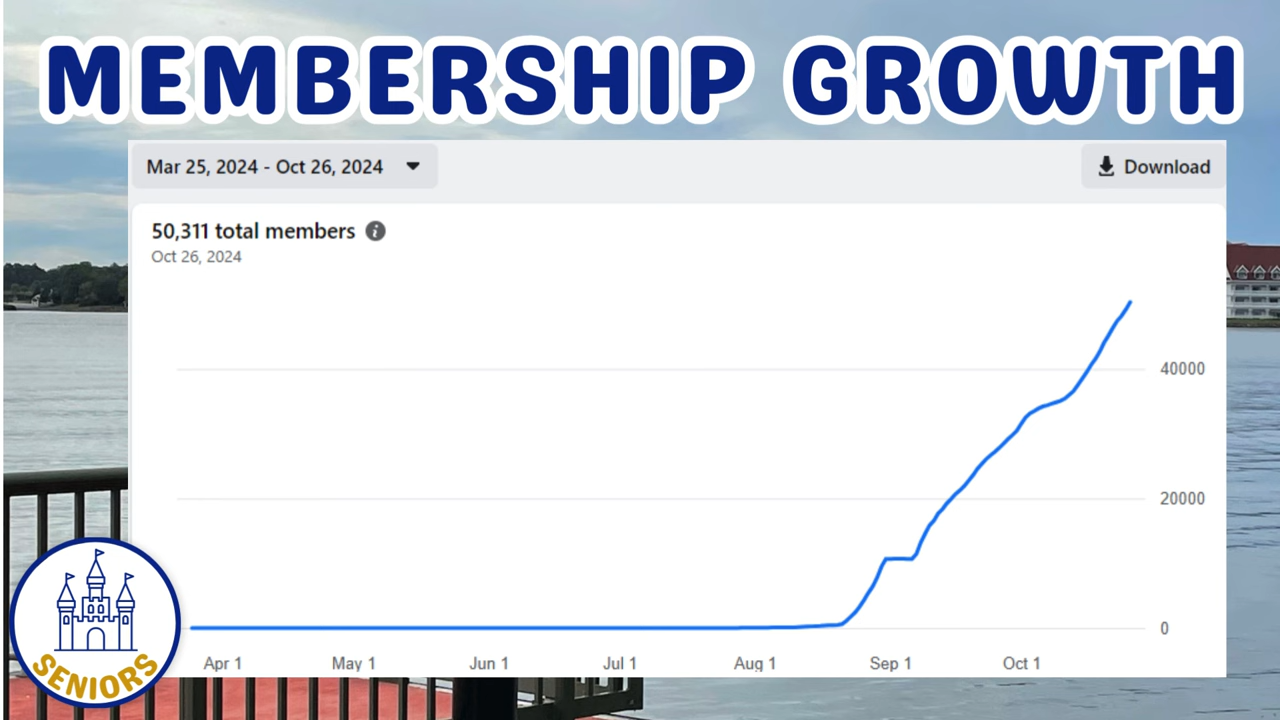 MEMBERSHIP GROWTH
Mar 25, 2024 - Oct 26, 2024
Download
50,311 total members
Oct 26, 2024
40000
20000
0
Apr 1
May 1
Jun 1
Jul 1
Aug 1
Sep 1
Oct 1
SENIORS